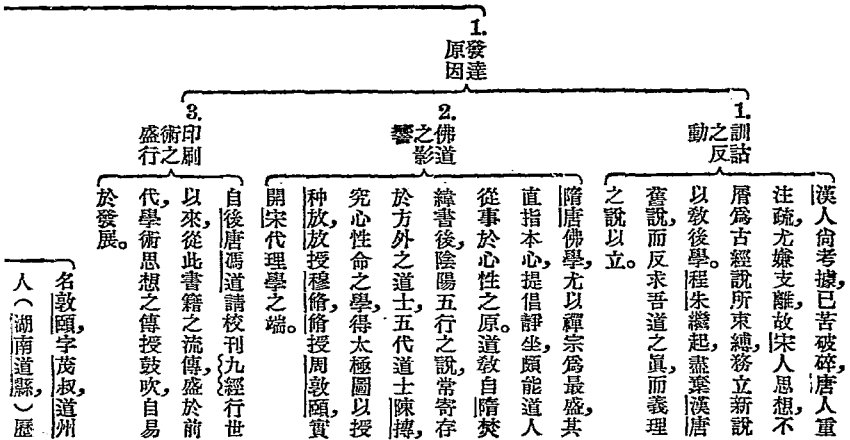 1. 發達
原因
1. 訓詁
之反
動
漢人尙考據,已苦破碎,唐人重
注疏,尤嫌支離,故宋人思想,不
屑爲古經說所束縛,務立新說
以敎後學。程朱繼起,盡棄漢唐
舊說,而反求吾道之眞,而義理
之說以立。
2. 佛道
之影
響
隋唐佛學,尤以禪宗爲最盛,其
直指本心,提倡靜坐,頗能道人
從事於心性之原。道敎自隋焚
緯書後,陰陽五行之說,常寄存
於方外之道士,五代道士陳摶,
究心性命之學,得太極圖以授
种放,放授穆脩,脩授周敦頤,實
開宋代理學之端。
3. 印刷
術之
盛行
自後唐馮道請校刊九經行世
以來,從此書籍之流傳,盛於前
代,學術思想之傳授鼓吹,自易
於發展。
名敦頤,字茂叔,道州
人(湖南道縣,)歷